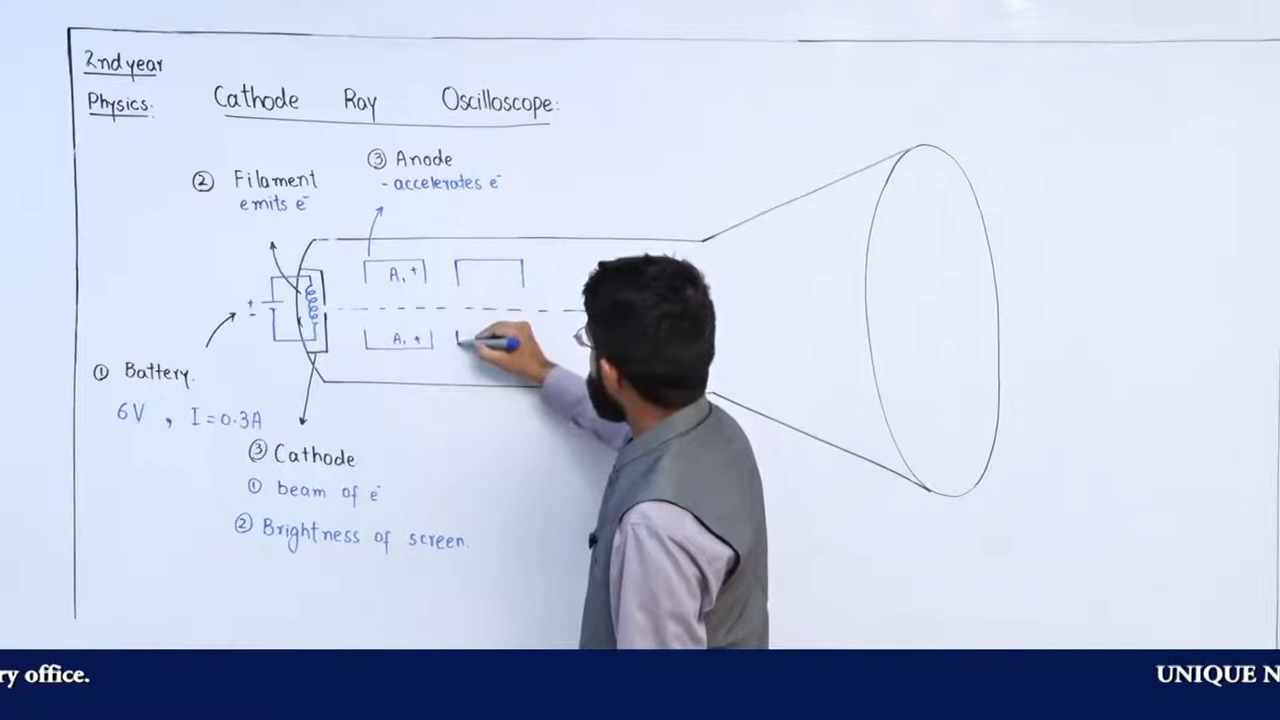 2nd year
Physics:
Cathode Ray Oscilloscope:
③ Anode
- accelerates e⁻
② Filament
emits e⁻
A₁ +
+
-
A₁ +
① Battery.
6V , I = 0.3A
③ Cathode
① beam of e⁻
② Brightness of screen.
ry office.
UNIQUE N